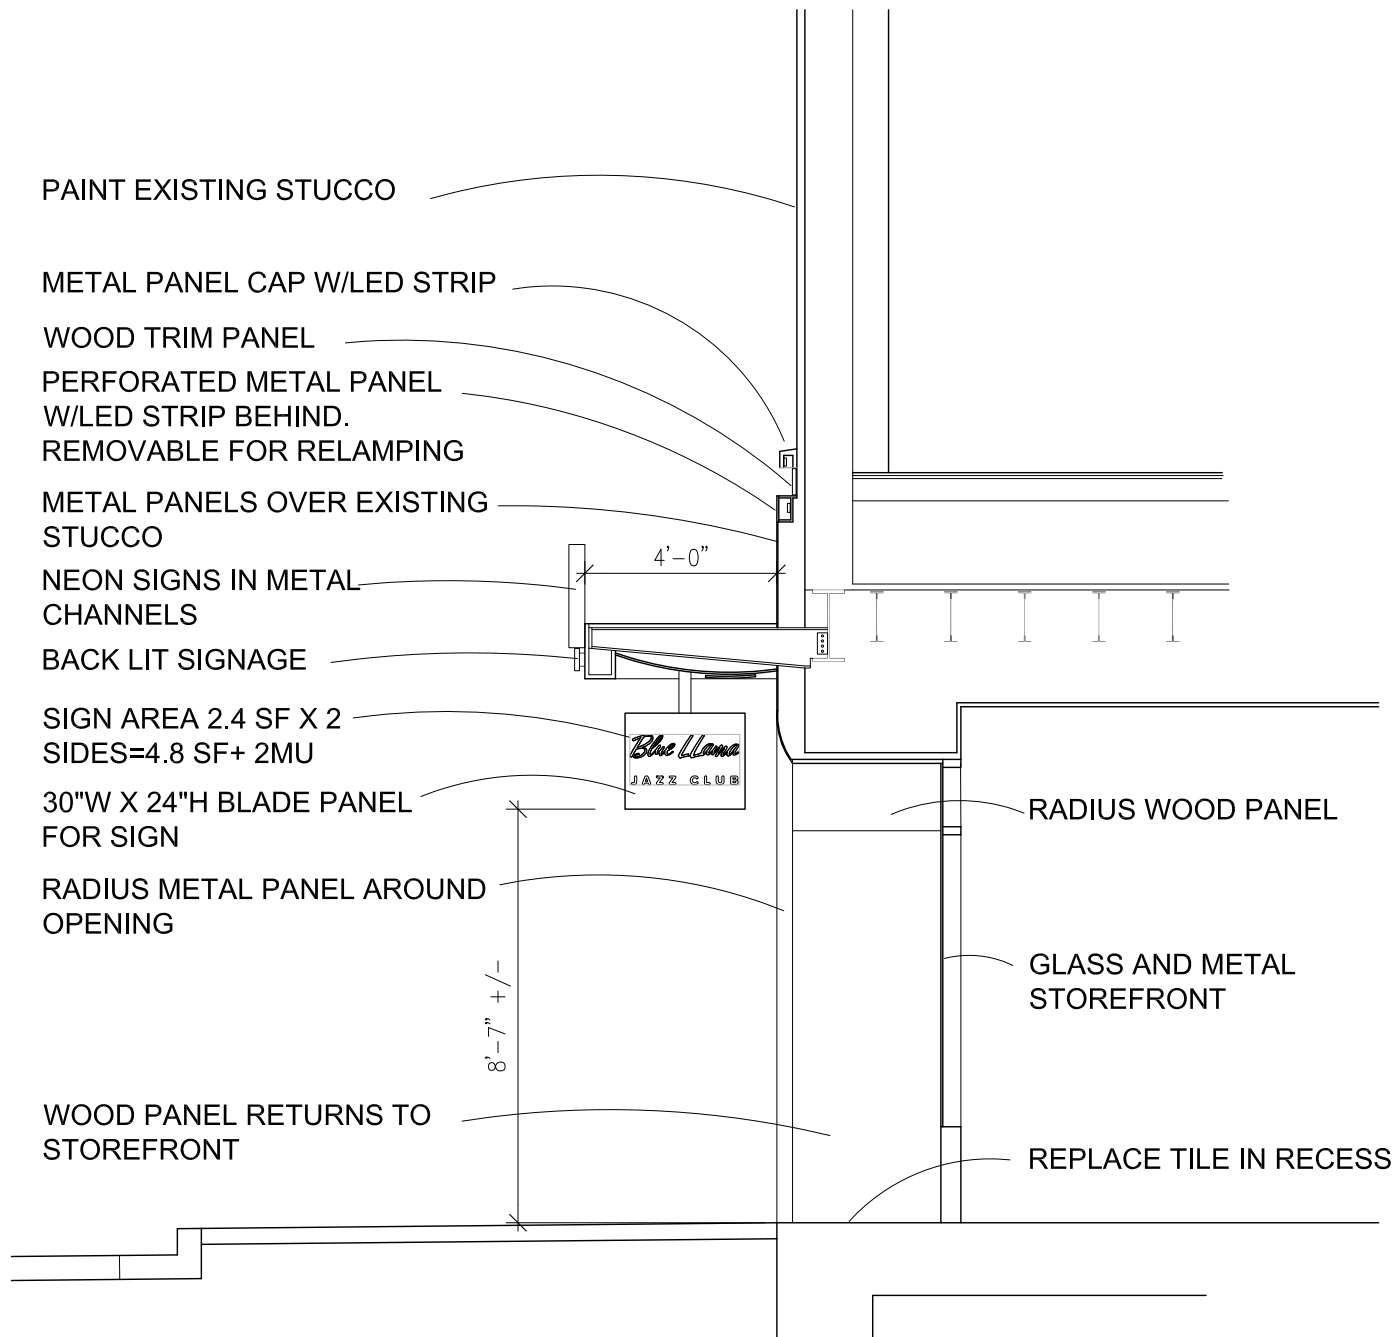 PAINT EXISTING STUCCO
METAL PANEL CAP W/LED STRIP
WOOD TRIM PANEL
PERFORATED METAL PANEL
W/LED STRIP BEHIND.
REMOVABLE FOR RELAMPING
METAL PANELS OVER EXISTING
STUCCO
4'-0"
NEON SIGNS IN METAL
CHANNELS
BACK LIT SIGNAGE
SIGN AREA 2.4 SF X 2
SIDES=4.8 SF+ 2MU
Blue LLama
JAZZ CLUB
30"W X 24"H BLADE PANEL
FOR SIGN
RADIUS WOOD PANEL
RADIUS METAL PANEL AROUND
OPENING
8'-7" +/-
GLASS AND METAL
STOREFRONT
WOOD PANEL RETURNS TO
STOREFRONT
REPLACE TILE IN RECESS